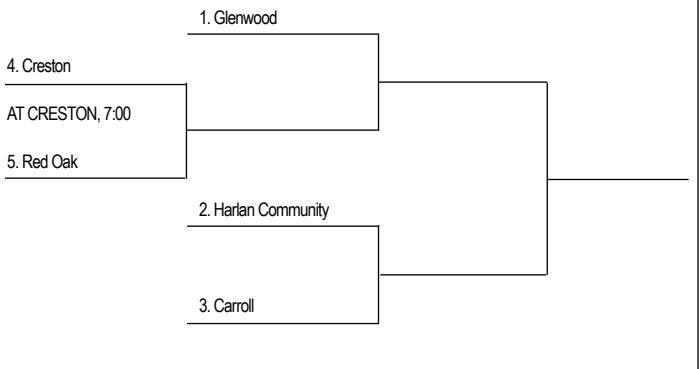 1. Glenwood
4. Creston
AT CRESTON, 7:00
5. Red Oak
2. Harlan Community
3. Carroll